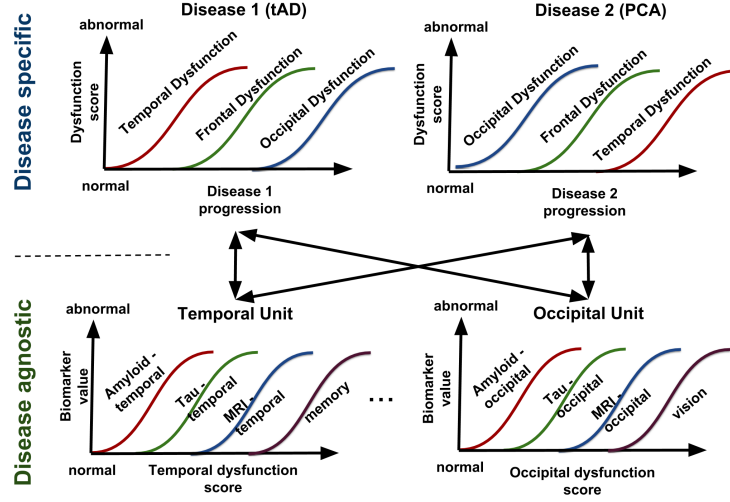 Disease specific
Disease 1 (tAD)
abnormal
Dysfunction
score
normal
Temporal Dysfunction
Frontal Dysfunction
Occipital Dysfunction
Disease 1
progression
Disease 2 (PCA)
abnormal
Dysfunction
score
normal
Occipital Dysfunction
Frontal Dysfunction
Temporal Dysfunction
Disease 2
progression
Disease agnostic
Temporal Unit
abnormal
Biomarker
value
normal
Amyloid -
temporal
Tau -
temporal
MRI -
temporal
memory
Temporal dysfunction
score
...
Occipital Unit
abnormal
Biomarker
value
normal
Amyloid -
occipital
Tau -
occipital
MRI -
occipital
vision
Occipital dysfunction
score